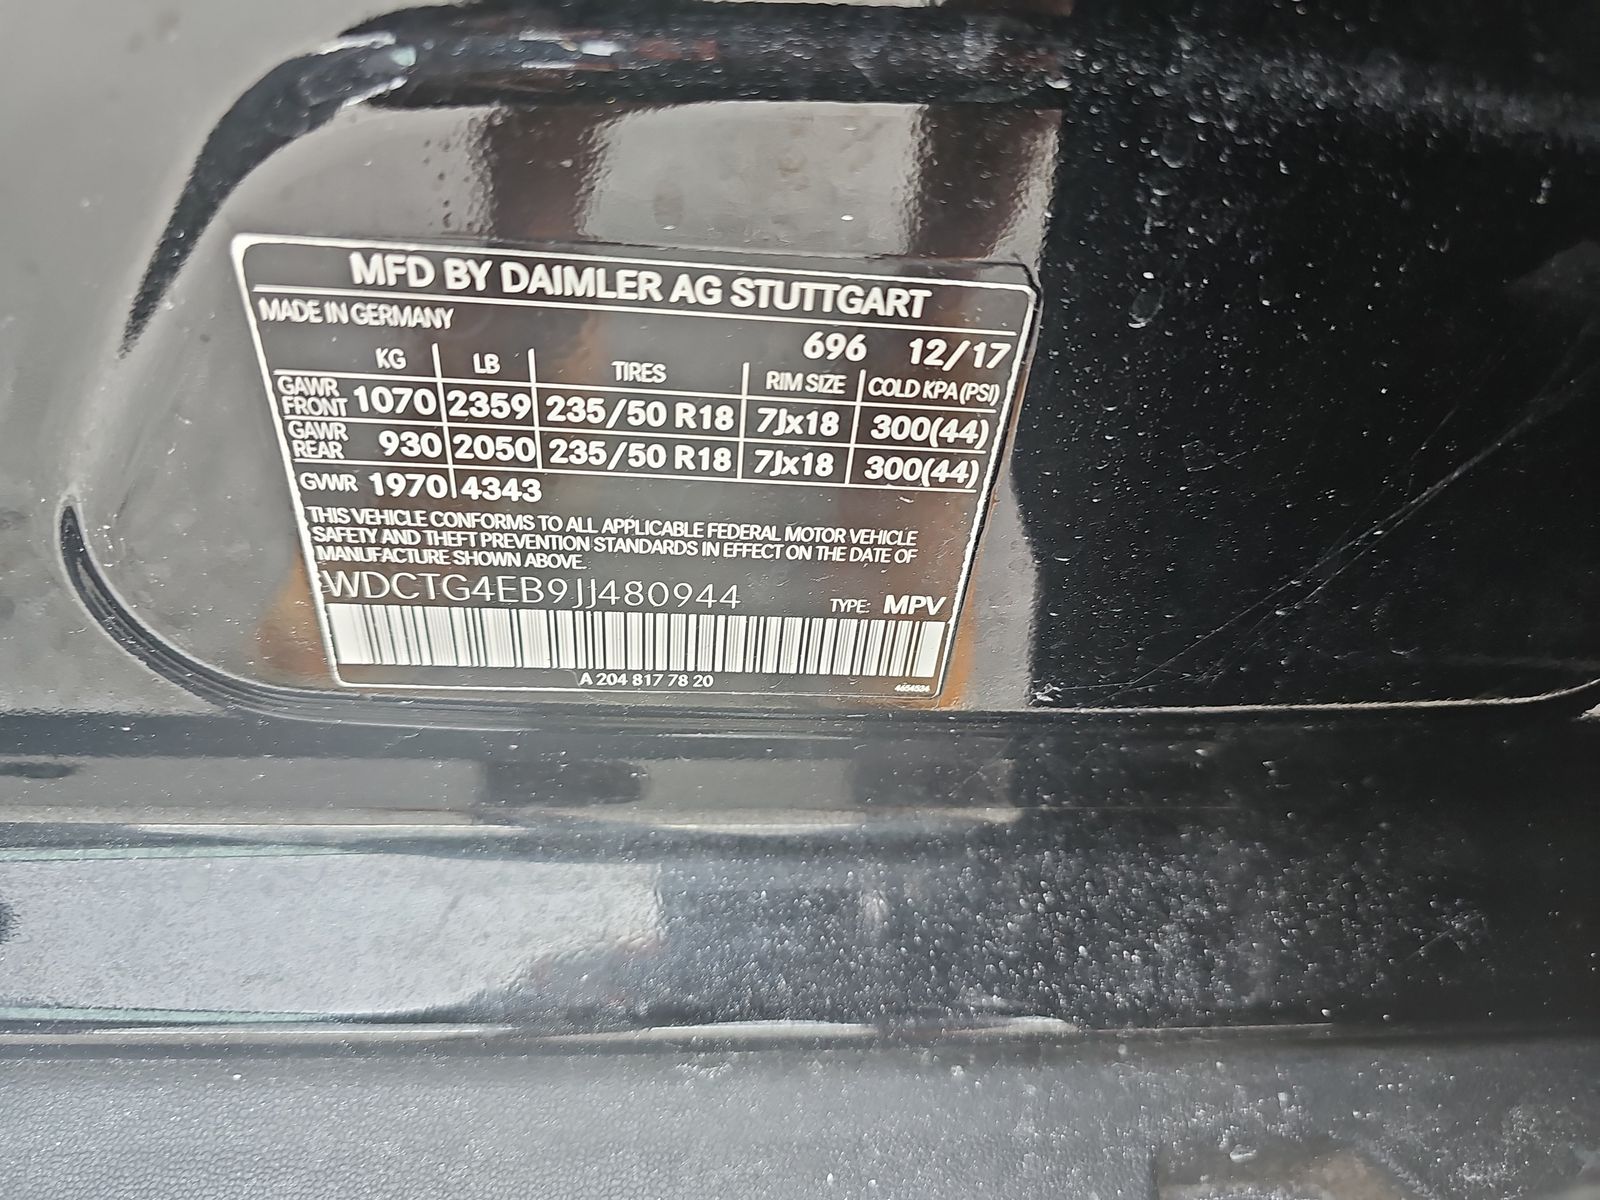 MFD BY DAIMLER AG STUTTGART
MADE IN GERMANY
696 12/17
KG LB TIRES RIM SIZE COLD KPA (PSI)
GAWR FRONT 1070 2359 235/50 R18 7Jx18 300(44)
GAWR REAR 930 2050 235/50 R18 7Jx18 300(44)
GVWR 1970 4343
THIS VEHICLE CONFORMS TO ALL APPLICABLE FEDERAL MOTOR VEHICLE
SAFETY AND THEFT PREVENTION STANDARDS IN EFFECT ON THE DATE OF
MANUFACTURE SHOWN ABOVE.
WDCTG4EB9JJ480944 TYPE: MPV
A 204 817 78 20
4654534